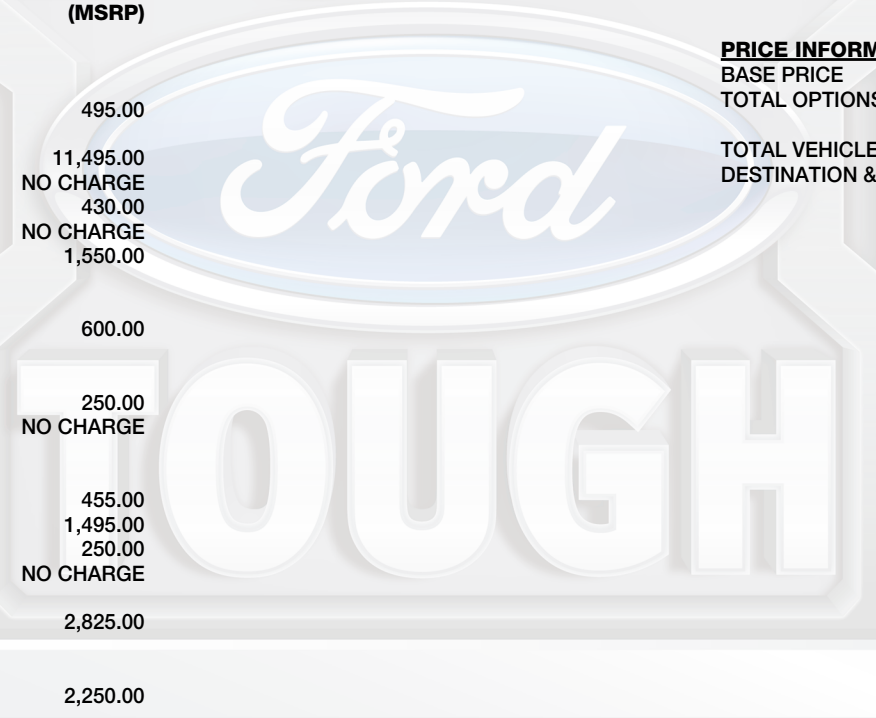 (MSRP)
PRICE INFORM
BASE PRICE
TOTAL OPTIONS
495.00
TOTAL VEHICLE
11,495.00
DESTINATION &
NO CHARGE
430.00
NO CHARGE
1,550.00
Ford
600.00
TOUGH
250.00
NO CHARGE
455.00
1,495.00
250.00
NO CHARGE
2,825.00
2,250.00